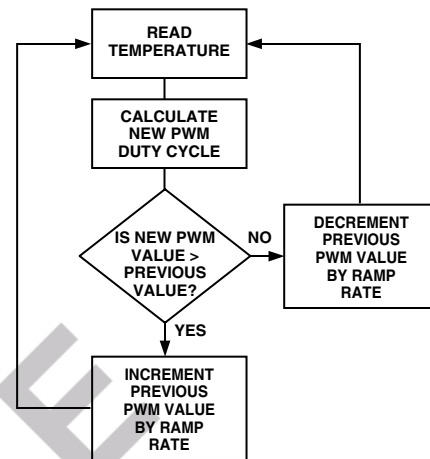 READ
TEMPERATURE
CALCULATE
NEW PWM
DUTY CYCLE
IS NEW PWM
VALUE >
PREVIOUS
VALUE?
NO
DECREMENT
PREVIOUS
PWM VALUE
BY RAMP
RATE
YES
INCREMENT
PREVIOUS
PWM VALUE
BY RAMP
RATE